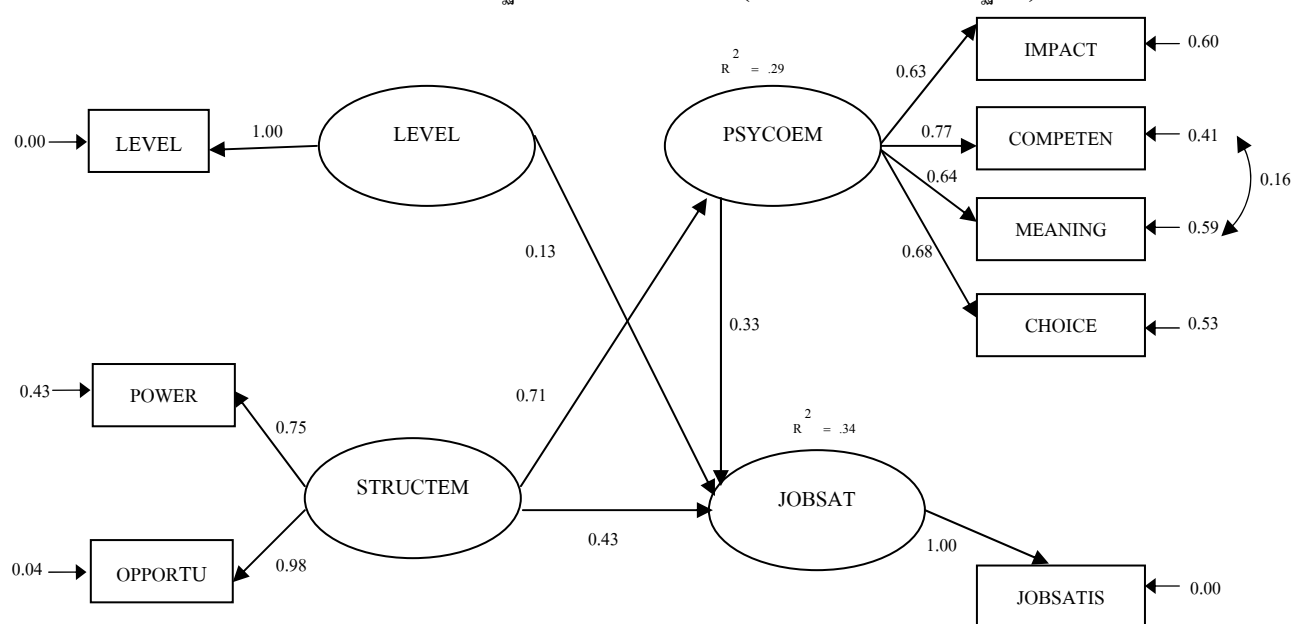 R² = .29
IMPACT
0.60
0.63
LEVEL
PSYCOEM
0.00
LEVEL
1.00
0.77
COMPETEN
0.41
0.64
0.16
MEANING
0.59
0.13
0.68
0.33
CHOICE
0.53
0.43
POWER
0.71
0.75
R² = .34
STRUCTEM
JOBSAT
0.43
1.00
0.04
OPPORTU
0.98
JOBSATIS
0.00